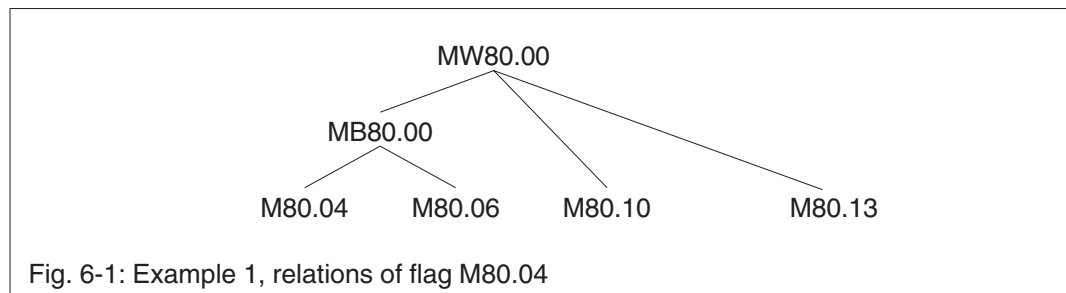 MW80.00
MB80.00
M80.04 M80.06 M80.10 M80.13
Fig. 6-1: Example 1, relations of flag M80.04